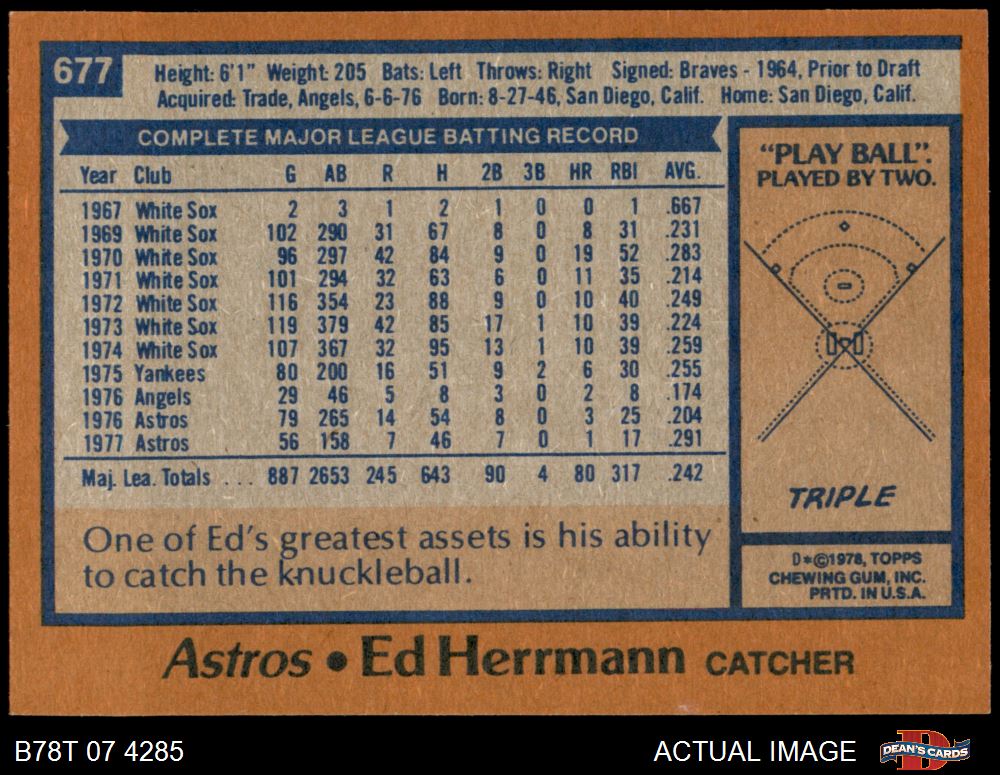 677
Height: 6'1" Weight: 205 Bats: Left Throws: Right Signed: Braves - 1964, Prior to Draft
Acquired: Trade, Angels, 6-6-76 Born: 8-27-46, San Diego, Calif. Home: San Diego, Calif.
COMPLETE MAJOR LEAGUE BATTING RECORD
Year Club G AB R H 2B 3B HR RBI AVG.
1967 White Sox 2 3 1 2 1 0 0 1 .667
1969 White Sox 102 290 31 67 8 0 8 31 .231
1970 White Sox 96 297 42 84 9 0 19 52 .283
1971 White Sox 101 294 32 63 6 0 11 35 .214
1972 White Sox 116 354 23 88 9 0 10 40 .249
1973 White Sox 119 379 42 85 17 1 10 39 .224
1974 White Sox 107 367 32 95 13 1 10 39 .259
1975 Yankees 80 200 16 51 9 2 6 30 .255
1976 Angels 29 46 5 8 3 0 2 8 .174
1976 Astros 79 265 14 54 8 0 3 25 .204
1977 Astros 56 158 7 46 7 0 1 17 .291
Maj. Lea. Totals ... 887 2653 245 643 90 4 80 317 .242
One of Ed's greatest assets is his ability
to catch the knuckleball.
"PLAY BALL".
PLAYED BY TWO.
TRIPLE
D*©1978, TOPPS
CHEWING GUM, INC.
PRTD. IN U.S.A.
Astros • Ed Herrmann CATCHER
B78T 07 4285
ACTUAL IMAGE
D
DEAN'S CARDS